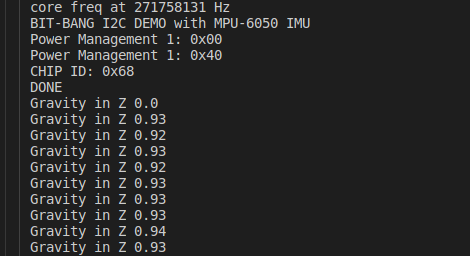 core freq at 271758131 Hz
BIT-BANG I2C DEMO with MPU-6050 IMU
Power Management 1: 0x00
Power Management 1: 0x40
CHIP ID: 0x68
DONE
Gravity in Z 0.0
Gravity in Z 0.93
Gravity in Z 0.92
Gravity in Z 0.93
Gravity in Z 0.92
Gravity in Z 0.93
Gravity in Z 0.93
Gravity in Z 0.93
Gravity in Z 0.94
Gravity in Z 0.93